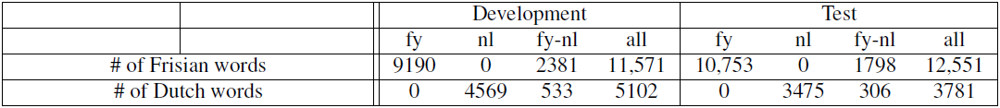 Development Test
fy nl fy-nl all fy nl fy-nl all
# of Frisian words 9190 0 2381 11,571 10,753 0 1798 12,551
# of Dutch words 0 4569 533 5102 0 3475 306 3781